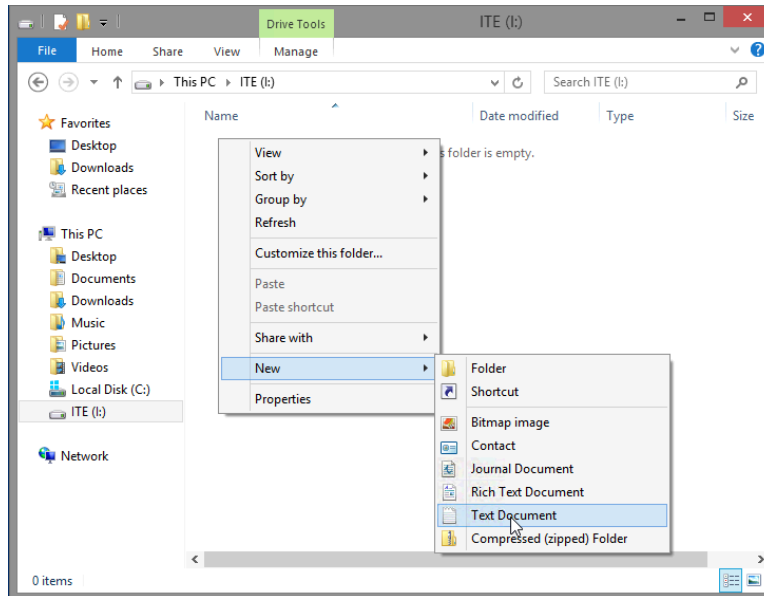 Drive Tools
ITE (I:)
File
Home
Share
View
Manage
This PC
ITE (I:)
Search ITE (I:)
Name
Date modified
Type
Size
Favorites
Desktop
Downloads
Recent places
This PC
Desktop
Documents
Downloads
Music
Pictures
Videos
Local Disk (C:)
ITE (I:)
Network
s folder is empty.
View
Sort by
Group by
Refresh
Customize this folder...
Paste
Paste shortcut
Share with
New
Properties
Folder
Shortcut
Bitmap image
Contact
Journal Document
Rich Text Document
Text Document
Compressed (zipped) Folder
0 items